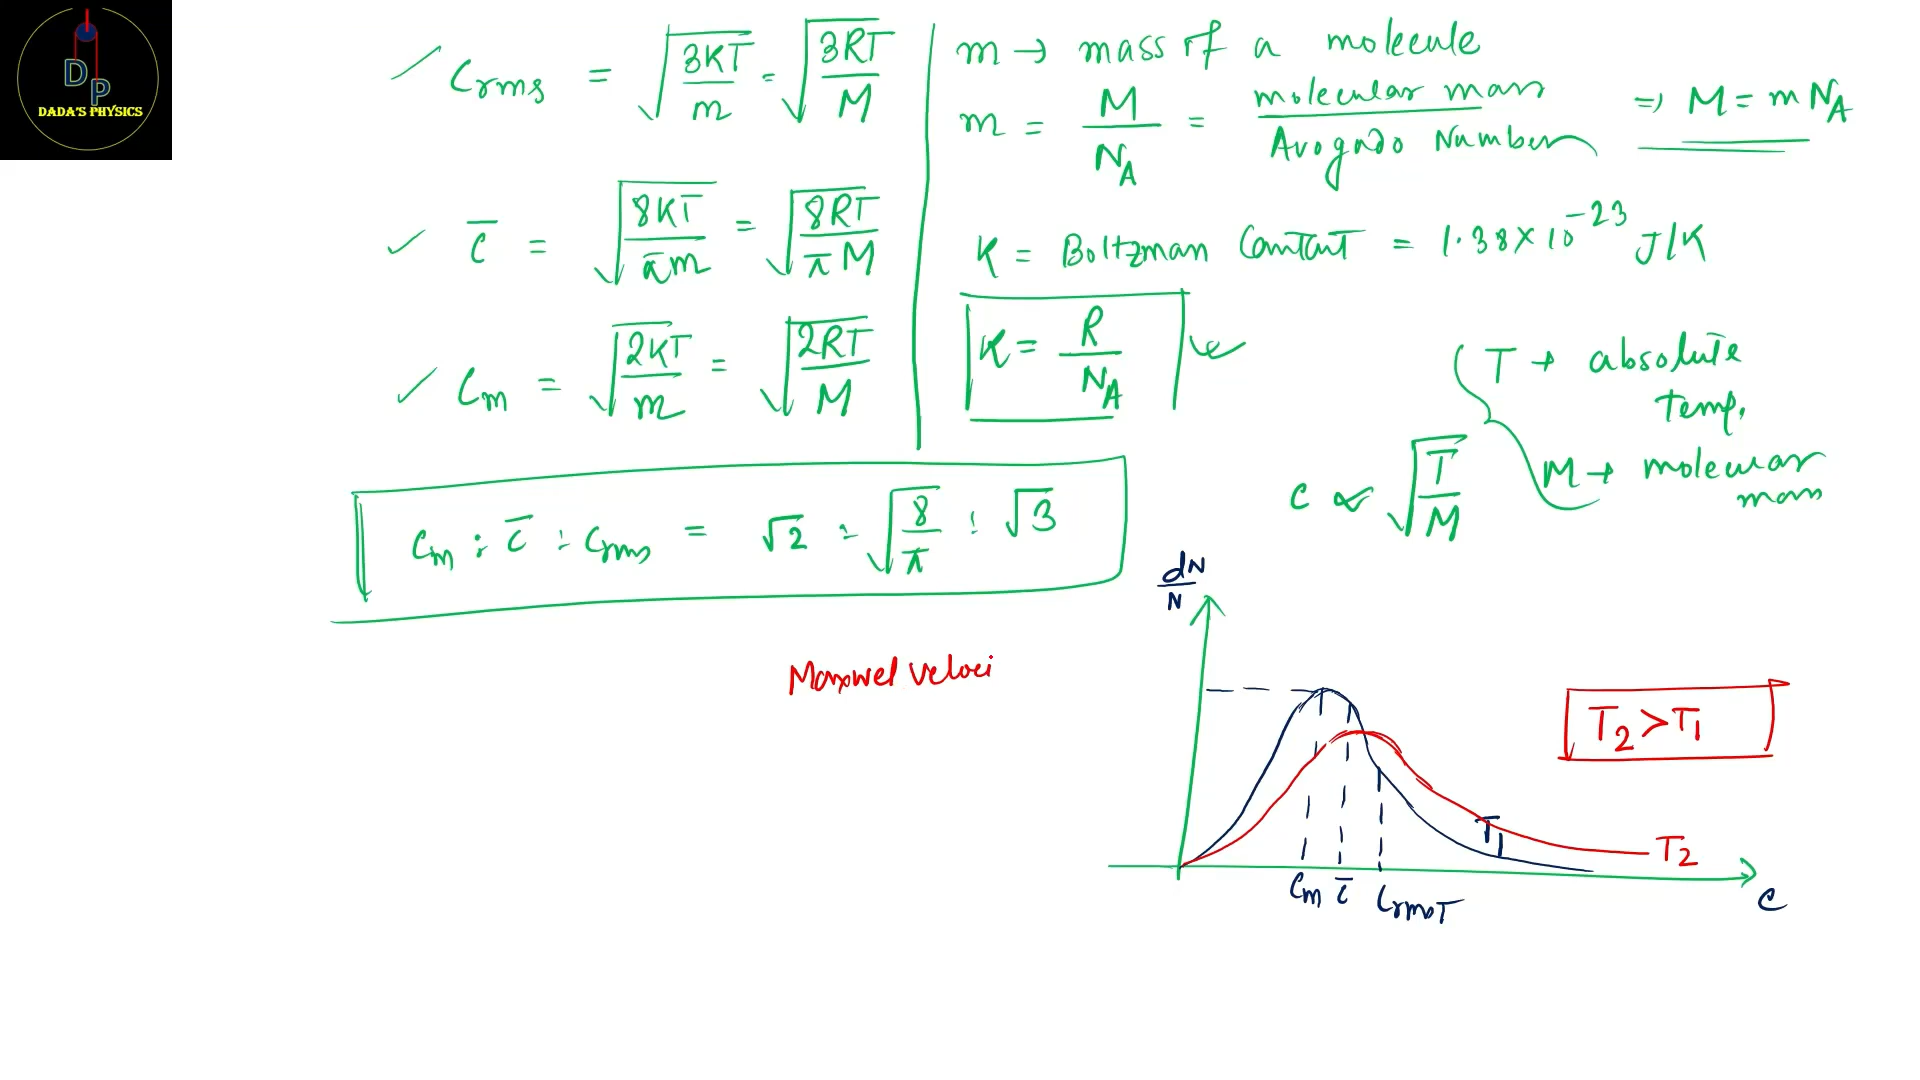 D
P
DADA'S PHYSICS
Crms = √(3KT/m) = √(3RT/M)
C̅ = √(8KT/πm) = √(8RT/πM)
Cm = √(2KT/m) = √(2RT/M)
Cm : C̅ : Crms = √2 : √(8/π) : √3
m → mass of a molecule
m = M/NA = molecular mass/Avogado Number ⇒ M = mNA
K = Boltzman Constant = 1.38×10⁻²³ J/K
K = R/NA
T → absolute
temp.
M → molecular
mass
C ∝ √(T/M)
Maxwel veloci
dN/N
T2 > T1
T1
T2
Cm C̅ Crms T
C